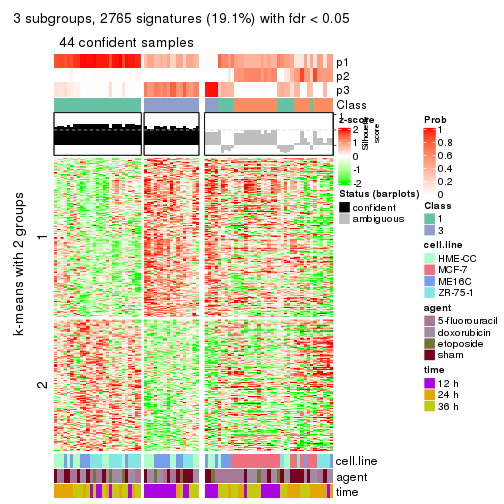 3 subgroups, 2765 signatures (19.1%) with fdr < 0.05
44 confident samples
p1
p2
p3
Class
1
z-score
2
1
0
-1
-2
Silhouette
score
Prob
1
0.8
0.6
0.4
0.2
0
Status (barplots)
confident
ambiguous
Class
1
3
cell.line
HME-CC
MCF-7
ME16C
ZR-75-1
agent
5-fluorouracil
doxorubicin
etoposide
sham
time
12 h
24 h
36 h
k-means with 2 groups
1
2
cell.line
agent
time